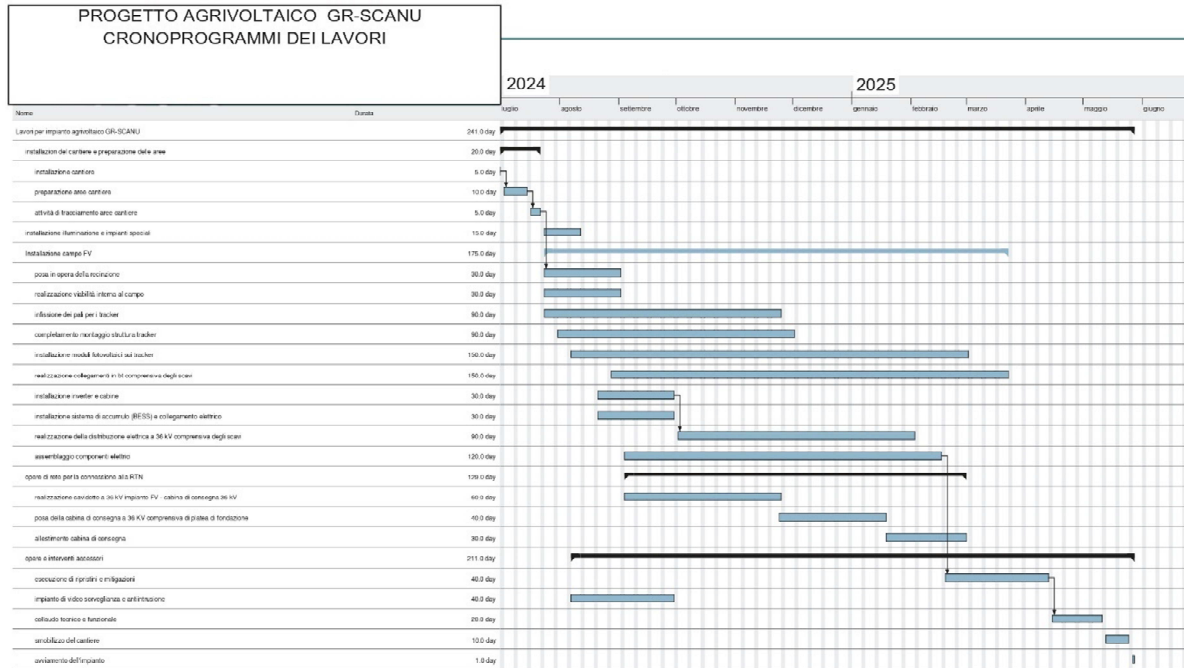 PROGETTO AGRIVOLTAICO GR-SCANU
CRONOPROGRAMMI DEI LAVORI
2024 2025
Nome Durata luglio agosto settembre ottobre novembre dicembre gennaio febbraio marzo aprile maggio giugno
Lavori per impianto agrivoltaico GR-SCANU 241.0 day
installazioni del cantiere e preparazione delle aree 20.0 day
installazione cantiere 5.0 day
preparazione aree cantiere 10.0 day
attività di tracciamento aree cantiere 5.0 day
installazione illuminazione e impianti speciali 15.0 day
Installazione campo FV 175.0 day
posa in opera della recinzione 30.0 day
realizzazione viabilità interna al campo 30.0 day
infissione dei pali per i tracker 90.0 day
completamento montaggio struttura tracker 90.0 day
installazione moduli fotovoltaici sui tracker 150.0 day
realizzazione collegamenti in bt comprensiva degli scavi 150.0 day
installazione inverter e cabine 30.0 day
installazione sistema di accumulo (BESS) e collegamento elettrico 30.0 day
realizzazione della distribuzione elettrica a 36 kV comprensiva degli scavi 90.0 day
assemblaggio componenti elettrio 120.0 day
opere di rete per la connessione alla RTN 129.0 day
realizzazione cavidotto a 36 kV impianto FV - cabina di consegna 36 kV 60.0 day
posa della cabina di consegna a 36 KV comprensiva di platea di fondazione 40.0 day
allestimento cabina di consegna 30.0 day
opere e interventi accessori 211.0 day
esecuzione di ripristini e mitigazioni 40.0 day
impianto di video sorveglianza e antintrusione 40.0 day
collaudo tecnico e funzionale 20.0 day
smobilizzo del cantiere 10.0 day
avviamento dell'impianto 1.0 day